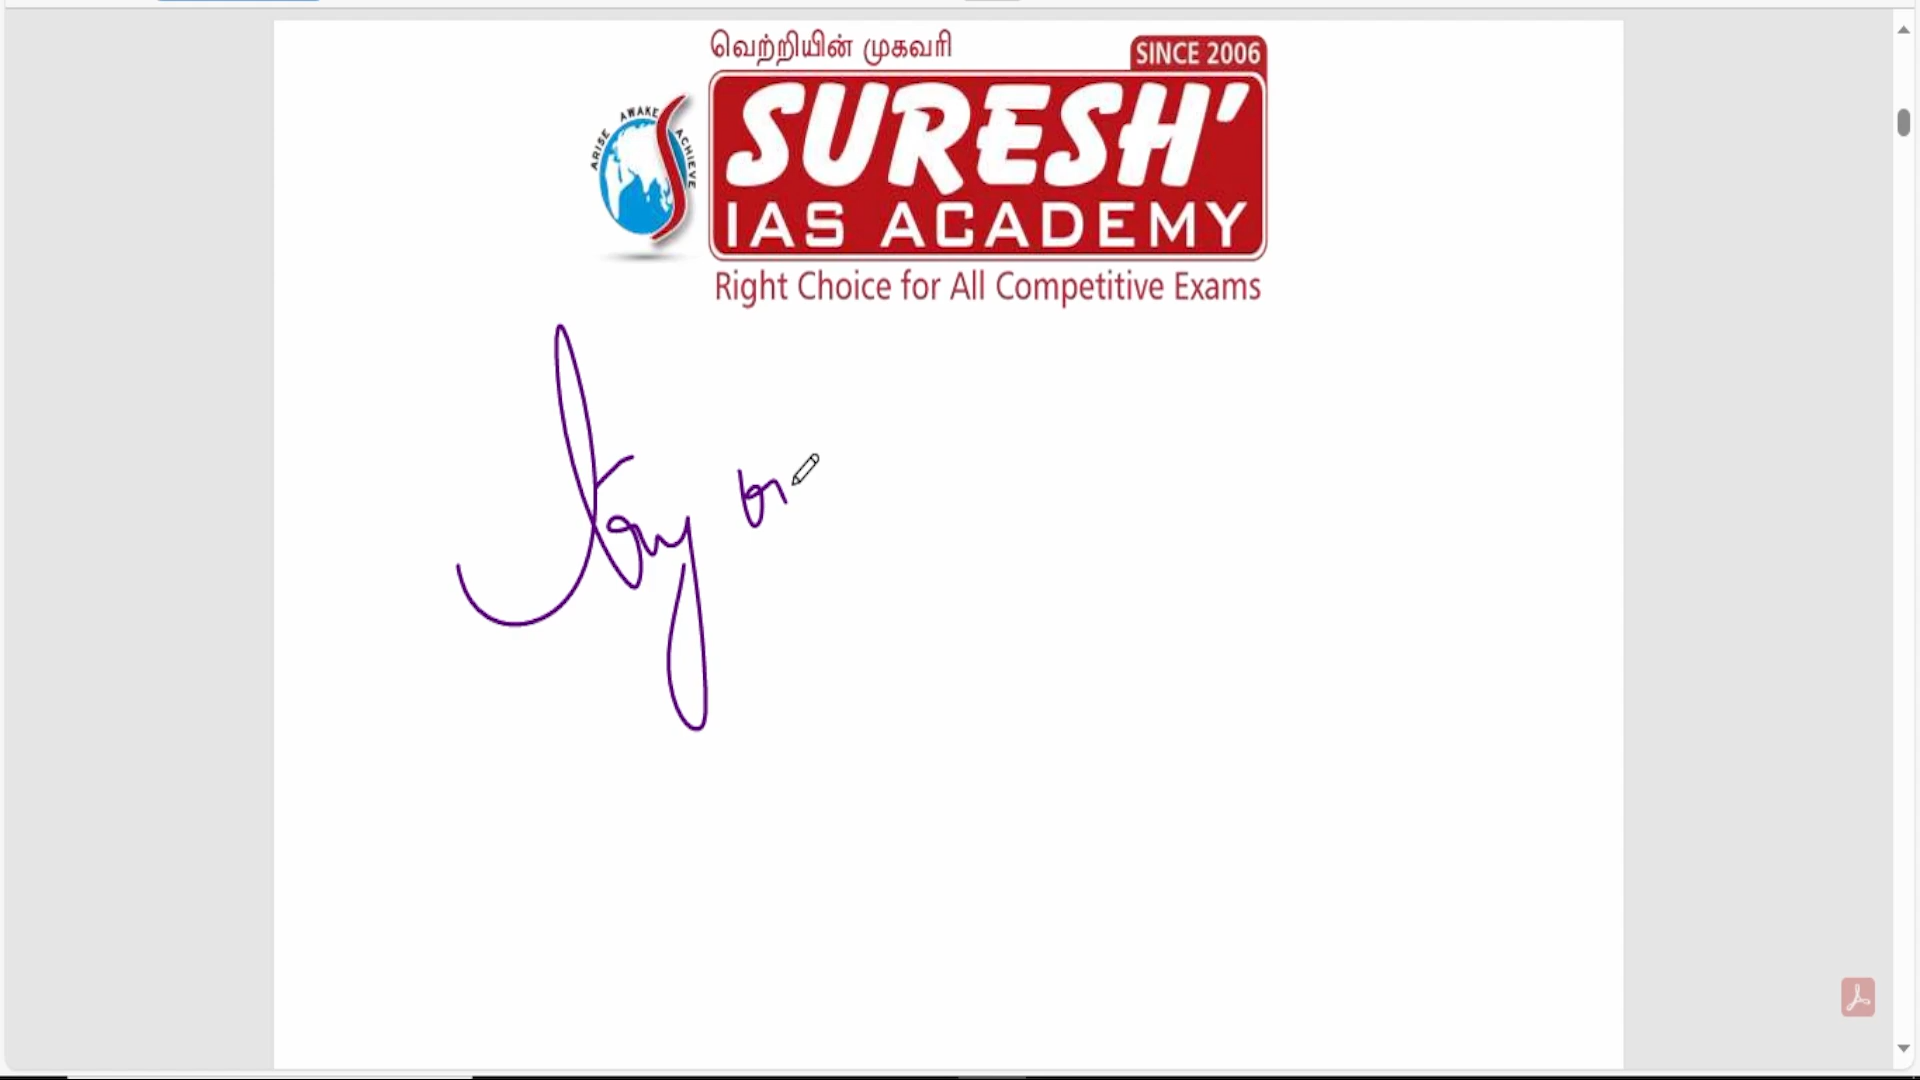 வெற்றியின் முகவரி
SINCE 2006
ARISE AWAKE ACHIEVE
SURESH'
IAS ACADEMY
Right Choice for All Competitive Exams